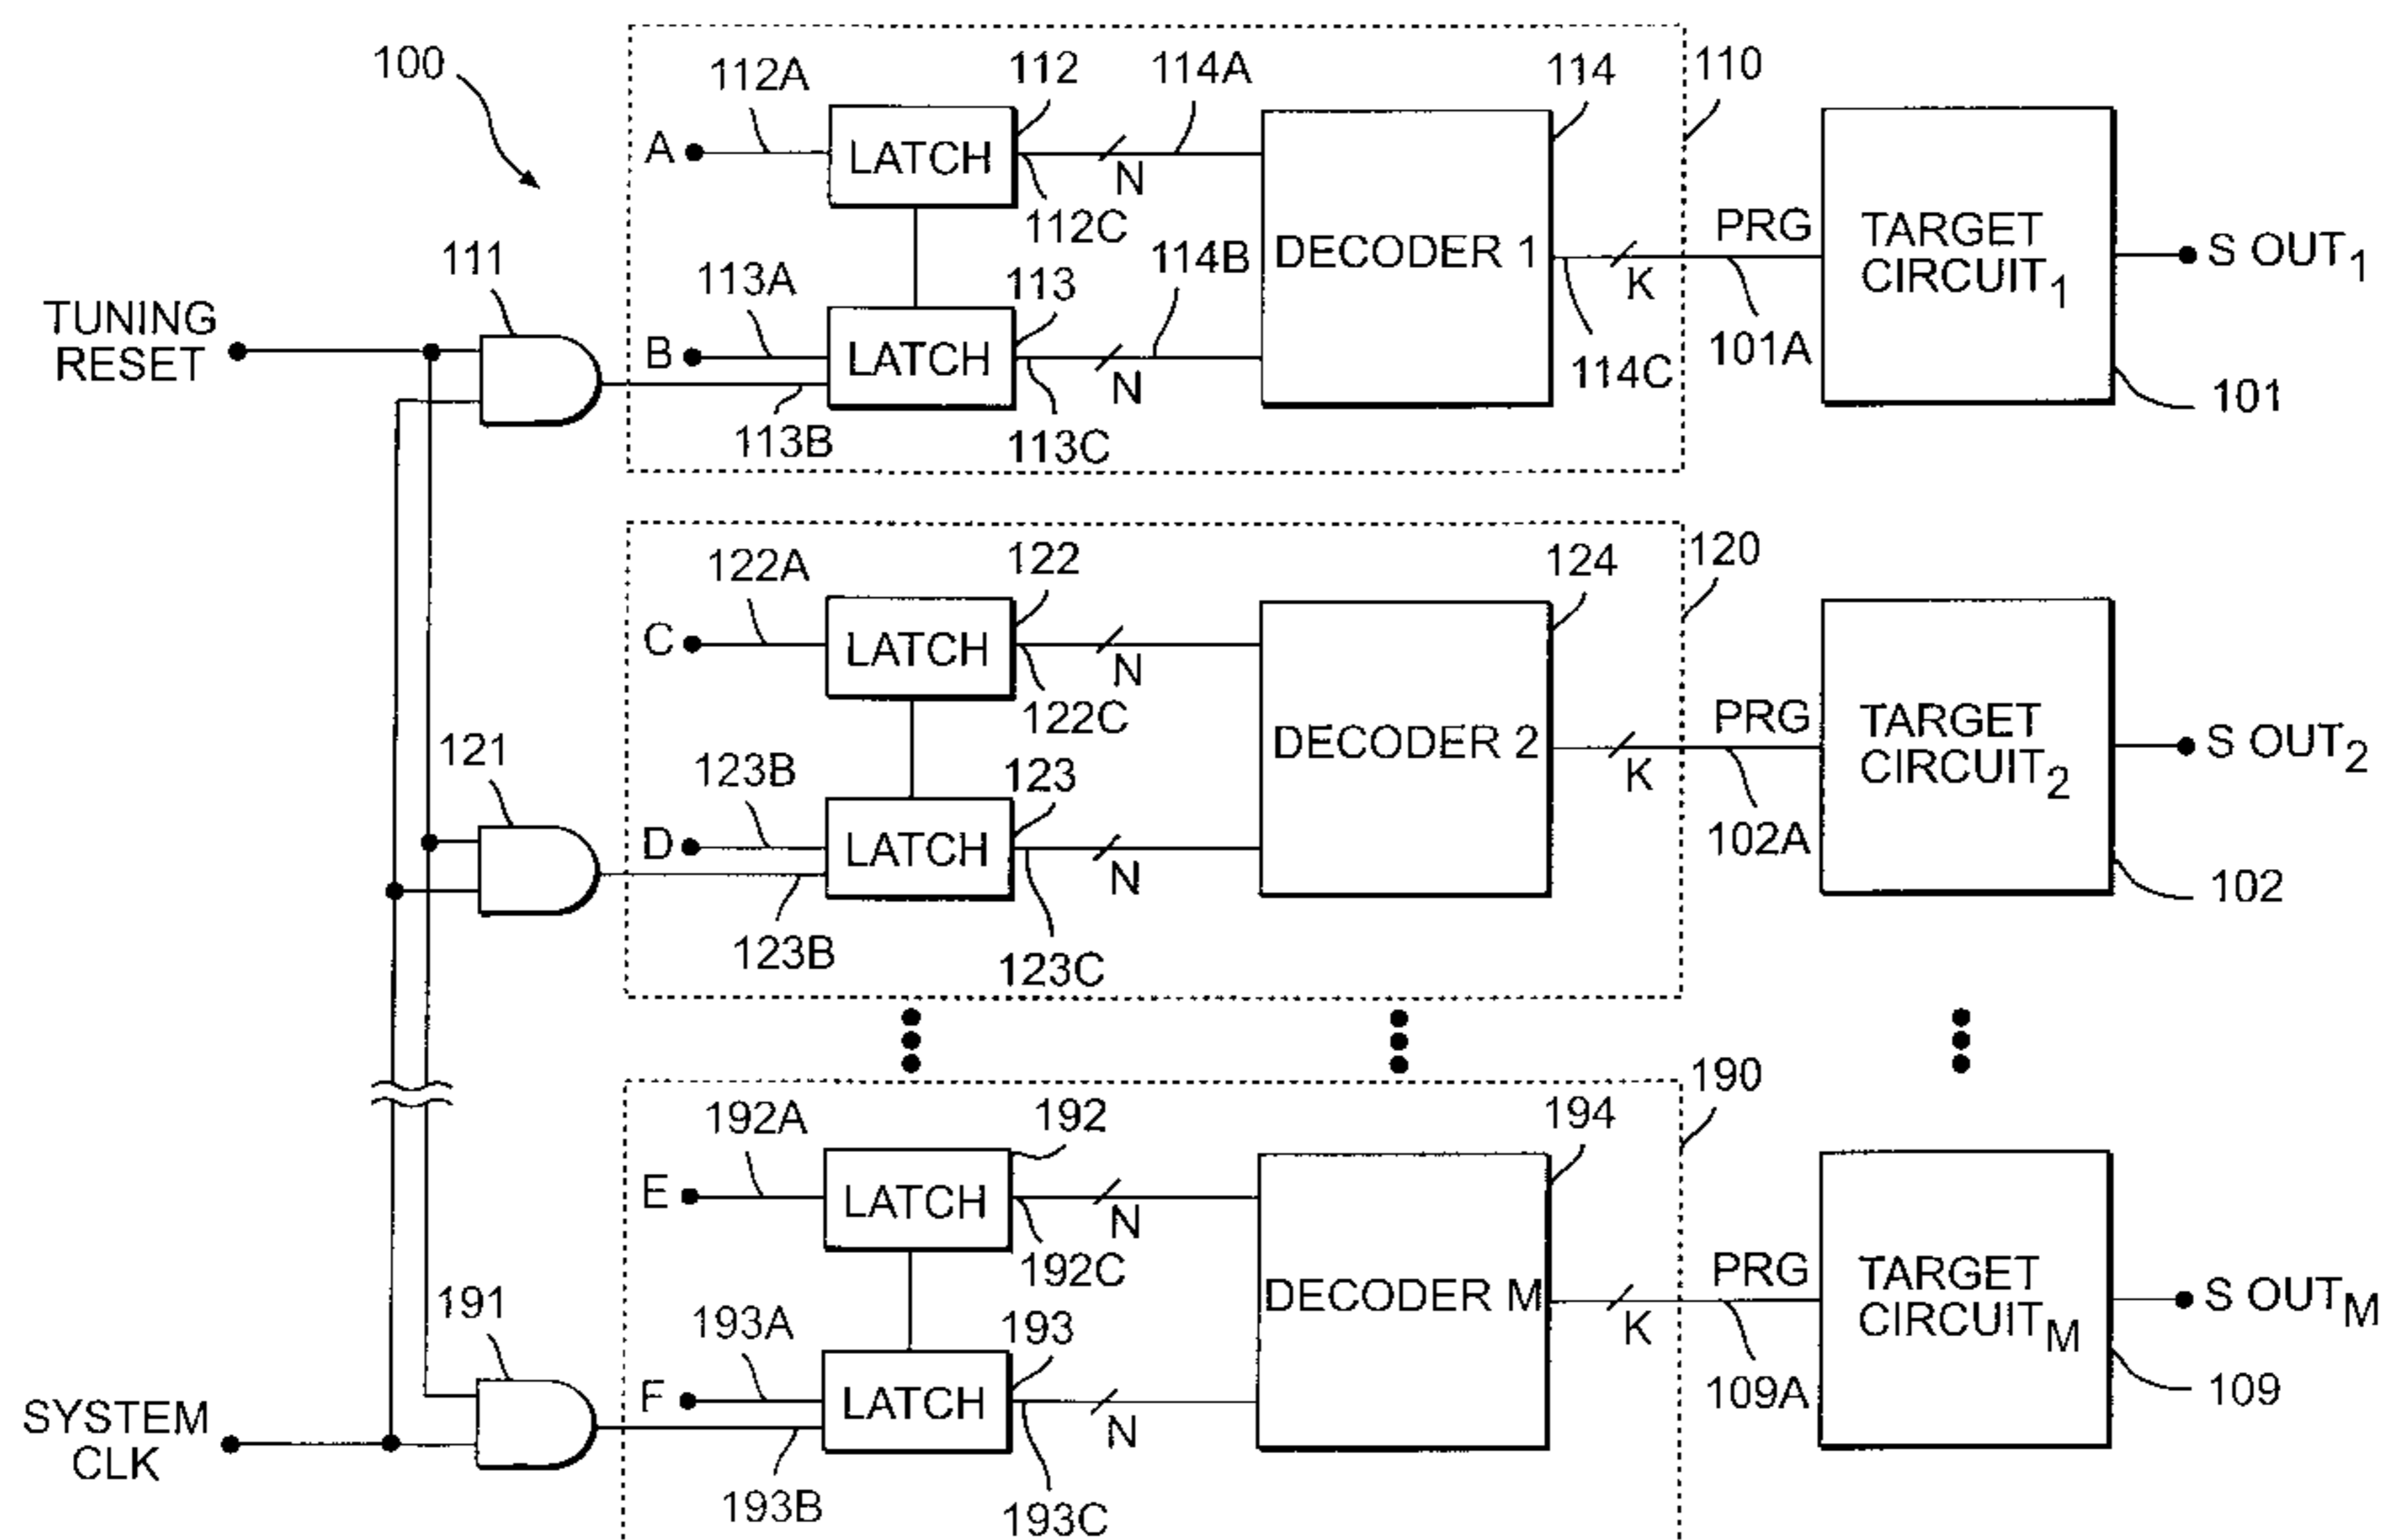 100
112A
112
114A
114
110
A
LATCH
N
112C
DECODER 1
PRG
TARGET
CIRCUIT1
S OUT1
111
113A
113
114B
K
TUNING
RESET
B
LATCH
N
101A
114C
101
113B
113C
122A
122
124
120
C
LATCH
N
122C
DECODER 2
PRG
TARGET
CIRCUIT2
S OUT2
121
123B
123
K
D
LATCH
N
102A
102
123B
123C
192A
192
194
190
E
LATCH
N
192C
DECODER M
PRG
TARGET
CIRCUITM
S OUTM
191
193A
193
K
F
LATCH
N
109A
109
SYSTEM
CLK
193B
193C